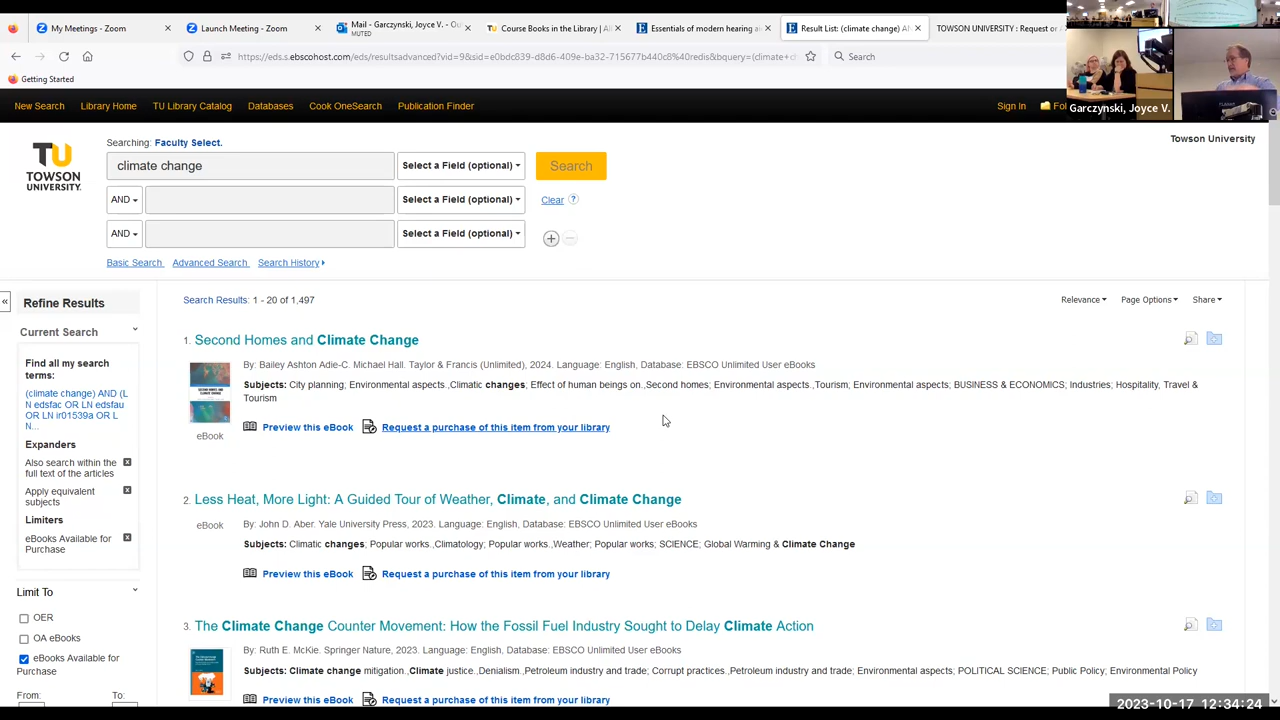 My Meetings - Zoom
Launch Meeting - Zoom
Mail - Garczynski, Joyce V. - Ou
MUTED
Course Books in the Library | All
Essentials of modern hearing a
Result List: (climate change) A
TOWSON UNIVERSITY : Request or
https://eds.s.ebscohost.com/eds/resultsadvanced?vid=9&sid=e0bdc839-d8d6-409e-ba32-715677b440c8%40redis&bquery=(climate+c
Search
Getting Started
Garczynski, Joyce V.
New Search
Library Home
TU Library Catalog
Databases
Cook OneSearch
Publication Finder
Sign In
Fol
TU
TOWSON
UNIVERSITY.
Searching: Faculty Select.
Towson University
climate change
Select a Field (optional)
Search
AND
Select a Field (optional)
Clear
AND
Select a Field (optional)
Basic Search
Advanced Search
Search History
Refine Results
Search Results: 1 - 20 of 1,497
Relevance
Page Options
Share
Current Search
Find all my search
terms:
(climate change) AND (L
N edsfac OR LN edsfau
OR LN ir01539a OR L
N...
Expanders
Also search within the
full text of the articles
Apply equivalent
subjects
Limiters
eBooks Available for
Purchase
Limit To
OER
OA eBooks
eBooks Available for
Purchase
From:
To:
1. Second Homes and Climate Change
By: Bailey Ashton Adie-C. Michael Hall. Taylor & Francis (Unlimited), 2024. Language: English, Database: EBSCO Unlimited User eBooks
Subjects: City planning; Environmental aspects.,Climatic changes; Effect of human beings on.,Second homes; Environmental aspects.,Tourism; Environmental aspects; BUSINESS & ECONOMICS; Industries; Hospitality, Travel &
Tourism
eBook
Preview this eBook
Request a purchase of this item from your library
2. Less Heat, More Light: A Guided Tour of Weather, Climate, and Climate Change
eBook
By: John D. Aber. Yale University Press, 2023. Language: English, Database: EBSCO Unlimited User eBooks
Subjects: Climatic changes; Popular works.,Climatology; Popular works.,Weather; Popular works; SCIENCE; Global Warming & Climate Change
Preview this eBook
Request a purchase of this item from your library
3. The Climate Change Counter Movement: How the Fossil Fuel Industry Sought to Delay Climate Action
By: Ruth E. McKie. Springer Nature, 2023. Language: English, Database: EBSCO Unlimited User eBooks
Subjects: Climate change mitigation.,Climate justice.,Denialism.,Petroleum industry and trade; Corrupt practices.,Petroleum industry and trade; Environmental aspects; POLITICAL SCIENCE; Public Policy; Environmental Policy
Preview this eBook
Request a purchase of this item from your library
2023-10-17 12:34:24